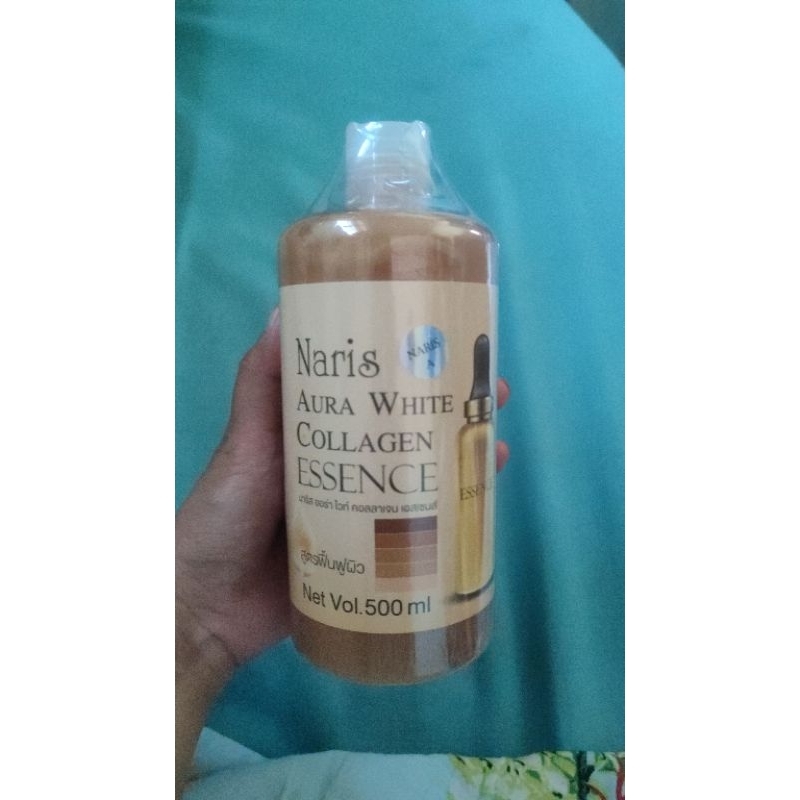 Naris
NARIS
A
AURA WHITE
COLLAGEN
ESSENCE
นาริส ออร่า ไวท์ คอลลาเจน เอสเซนส์
สูตรฟื้นฟูผิว
Net Vol.500 ml
ESSENCE